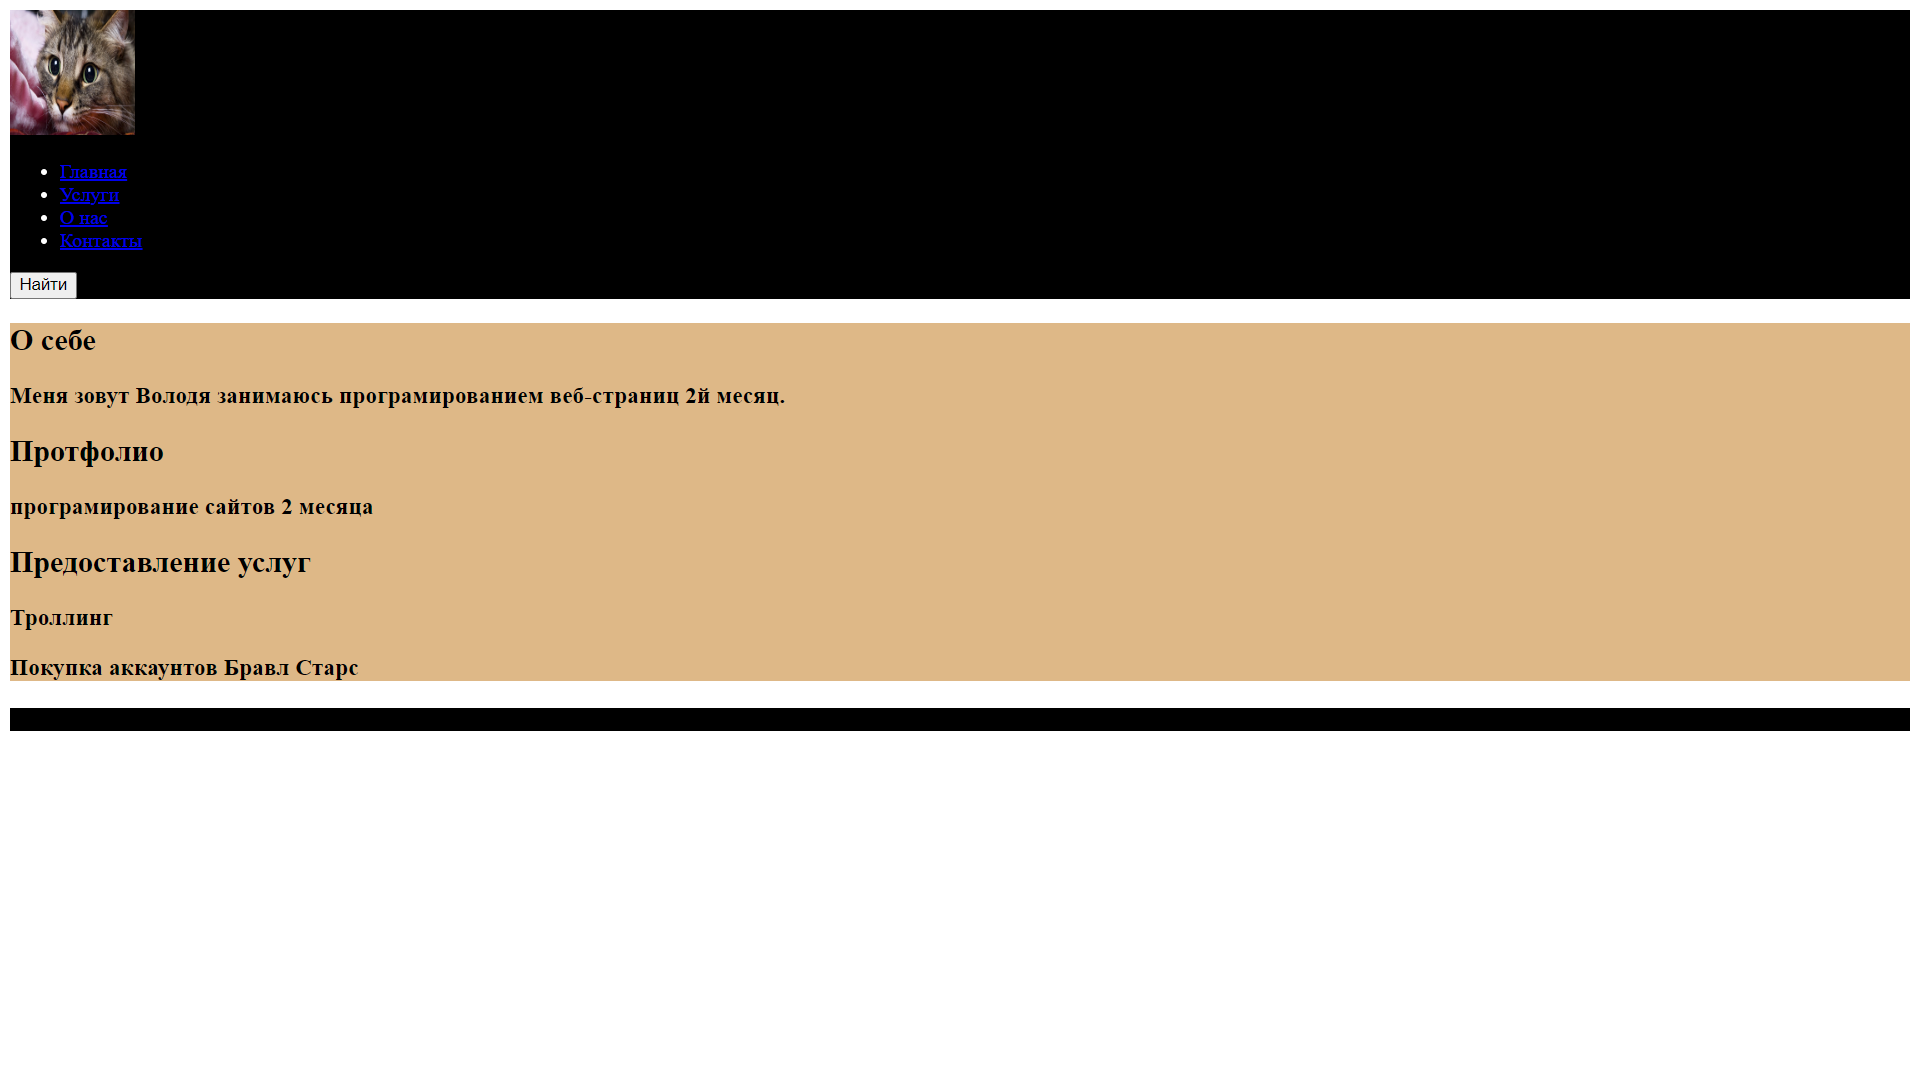 Главная
Услуги
О нас
Контакты
Найти
О себе
Меня зовут Володя занимаюсь програмированием веб-страниц 2й месяц.
Протфолио
програмирование сайтов 2 месяца
Предоставление услуг
Троллинг
Покупка аккаунтов Бравл Старс